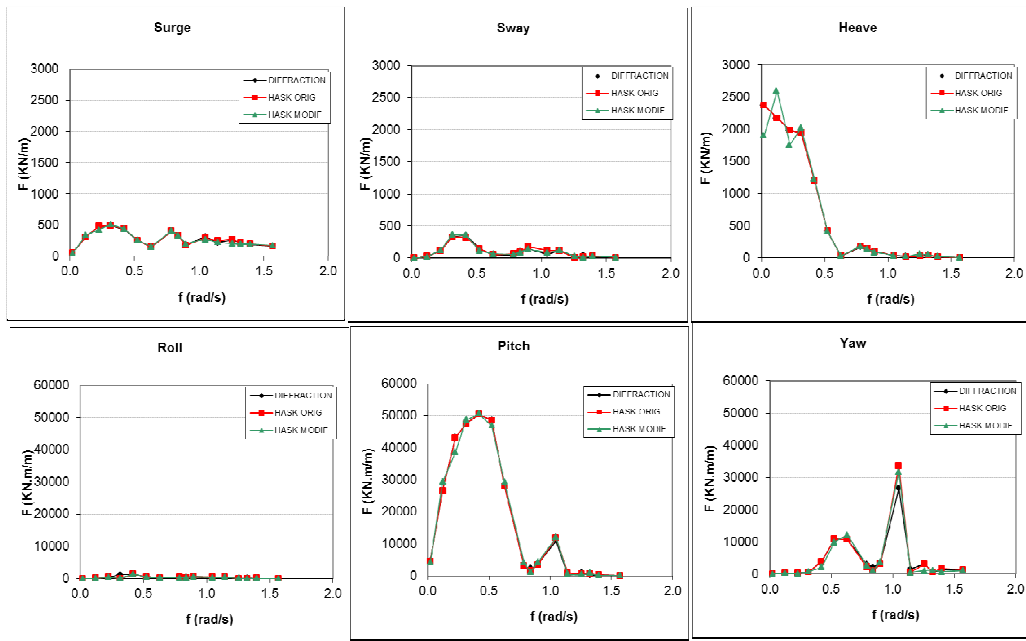 Surge
3000
2500
2000
1500
1000
500
0
F (KN/m)
DIFFRACTION
HASK ORIG
HASK MODIF
0.0 0.5 1.0 1.5 2.0
f (rad/s)
Sway
3000
2500
2000
1500
1000
500
0
F (KN/m)
DIFFRACTION
HASK ORIG
HASK MODIF
0.0 0.5 1.0 1.5 2.0
f (rad/s)
Heave
3000
2500
2000
1500
1000
500
0
F (KN/m)
DIFFRACTION
HASK ORIG
HASK MODIF
0.0 0.5 1.0 1.5 2.0
f (rad/s)
Roll
60000
50000
40000
30000
20000
10000
0
F (KN.m/m)
DIFFRACTION
HASK ORIG
HASK MODIF
0.0 0.5 1.0 1.5 2.0
f (rad/s)
Pitch
60000
50000
40000
30000
20000
10000
0
F (KN.m/m)
DIFFRACTION
HASK ORIG
HASK MODIF
0.0 0.5 1.0 1.5 2.0
f (rad/s)
Yaw
60000
50000
40000
30000
20000
10000
0
F (KN.m/m)
DIFFRACTION
HASK ORIG
HASK MODIF
0.0 0.5 1.0 1.5 2.0
f (rad/s)